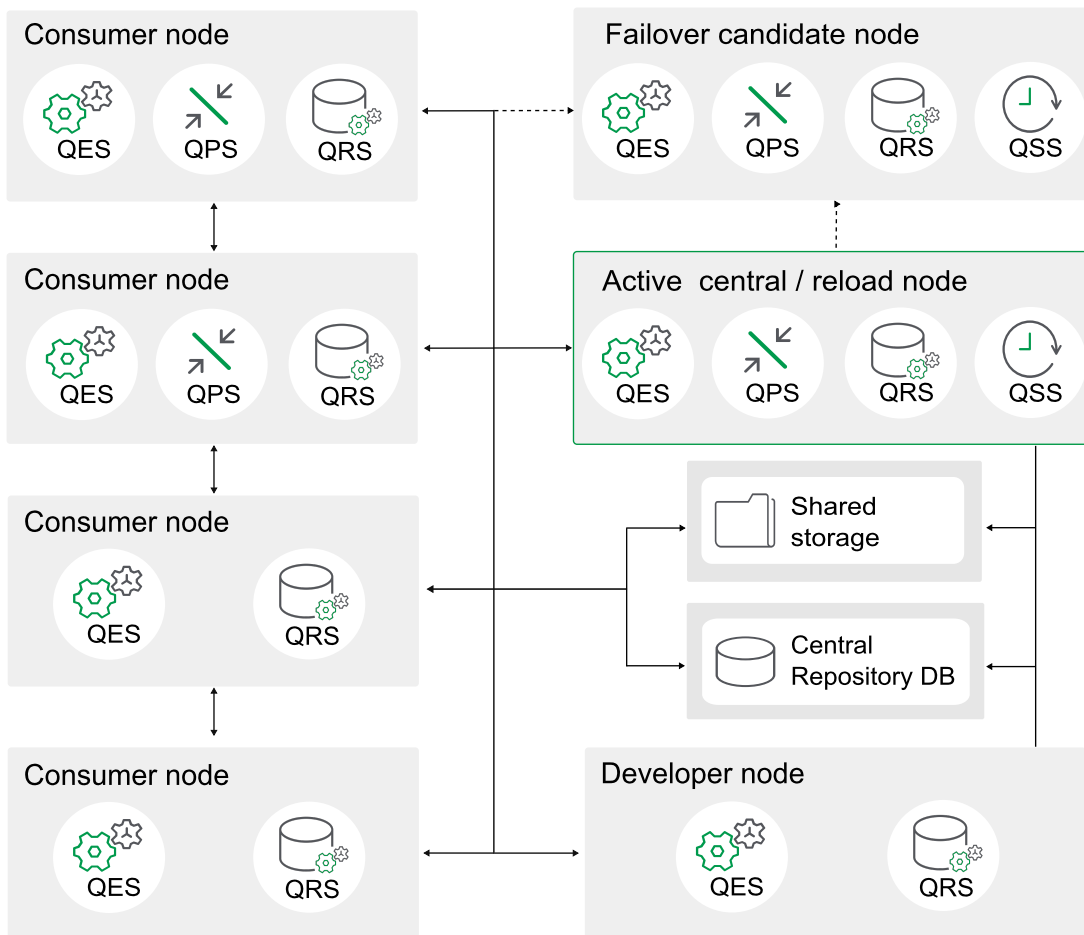 Consumer node
QES
QPS
QRS
Failover candidate node
QES
QPS
QRS
QSS
Consumer node
QES
QPS
QRS
Active central / reload node
QES
QPS
QRS
QSS
Consumer node
QES
QRS
Shared
storage
Central
Repository DB
Consumer node
QES
QRS
Developer node
QES
QRS